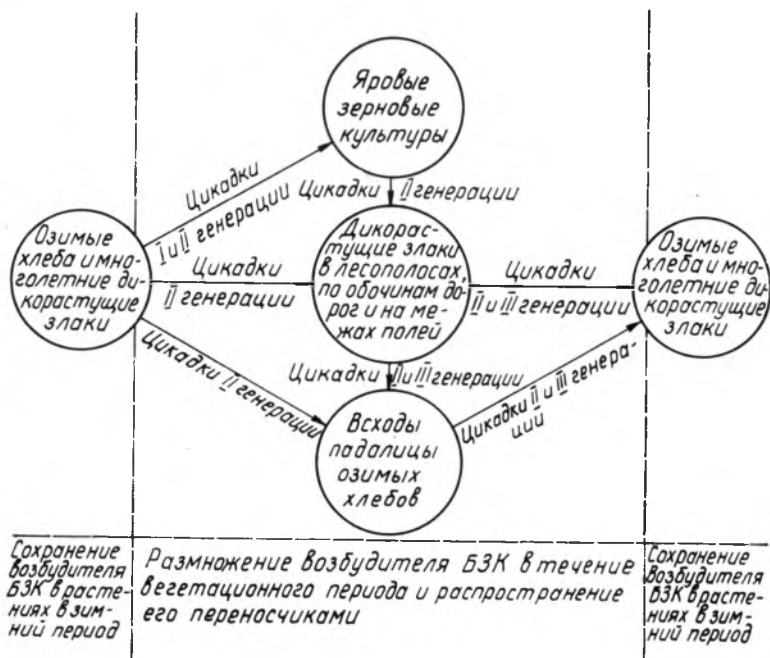 Яровые
зерновые
культуры
Цикадки
I и II генерации
Цикадки II генерации
Озимые
хлеба и мно-
голетние ди-
корастущие
злаки
Цикадки
II генерации
Дикорас-
тущие злаки
в лесополосах,
по обочинам до-
рог и на ме-
жах полей
Цикадки
II и III генерации
Озимые
хлеба и мно-
голетние ди-
корастущие
злаки
Цикадки II генерации
Цикадки II и III генерации
Цикадки II и III генера-
ции
Всходы
падалицы
озимых
хлебов
Сохранение
возбудителя
БЗК в расте-
ниях в зим-
ний период
Размножение возбудителя БЗК в течение
вегетационного периода и распространение
его переносчиками
Сохранение
возбудителя
БЗК в расте-
ниях в зим-
ний период